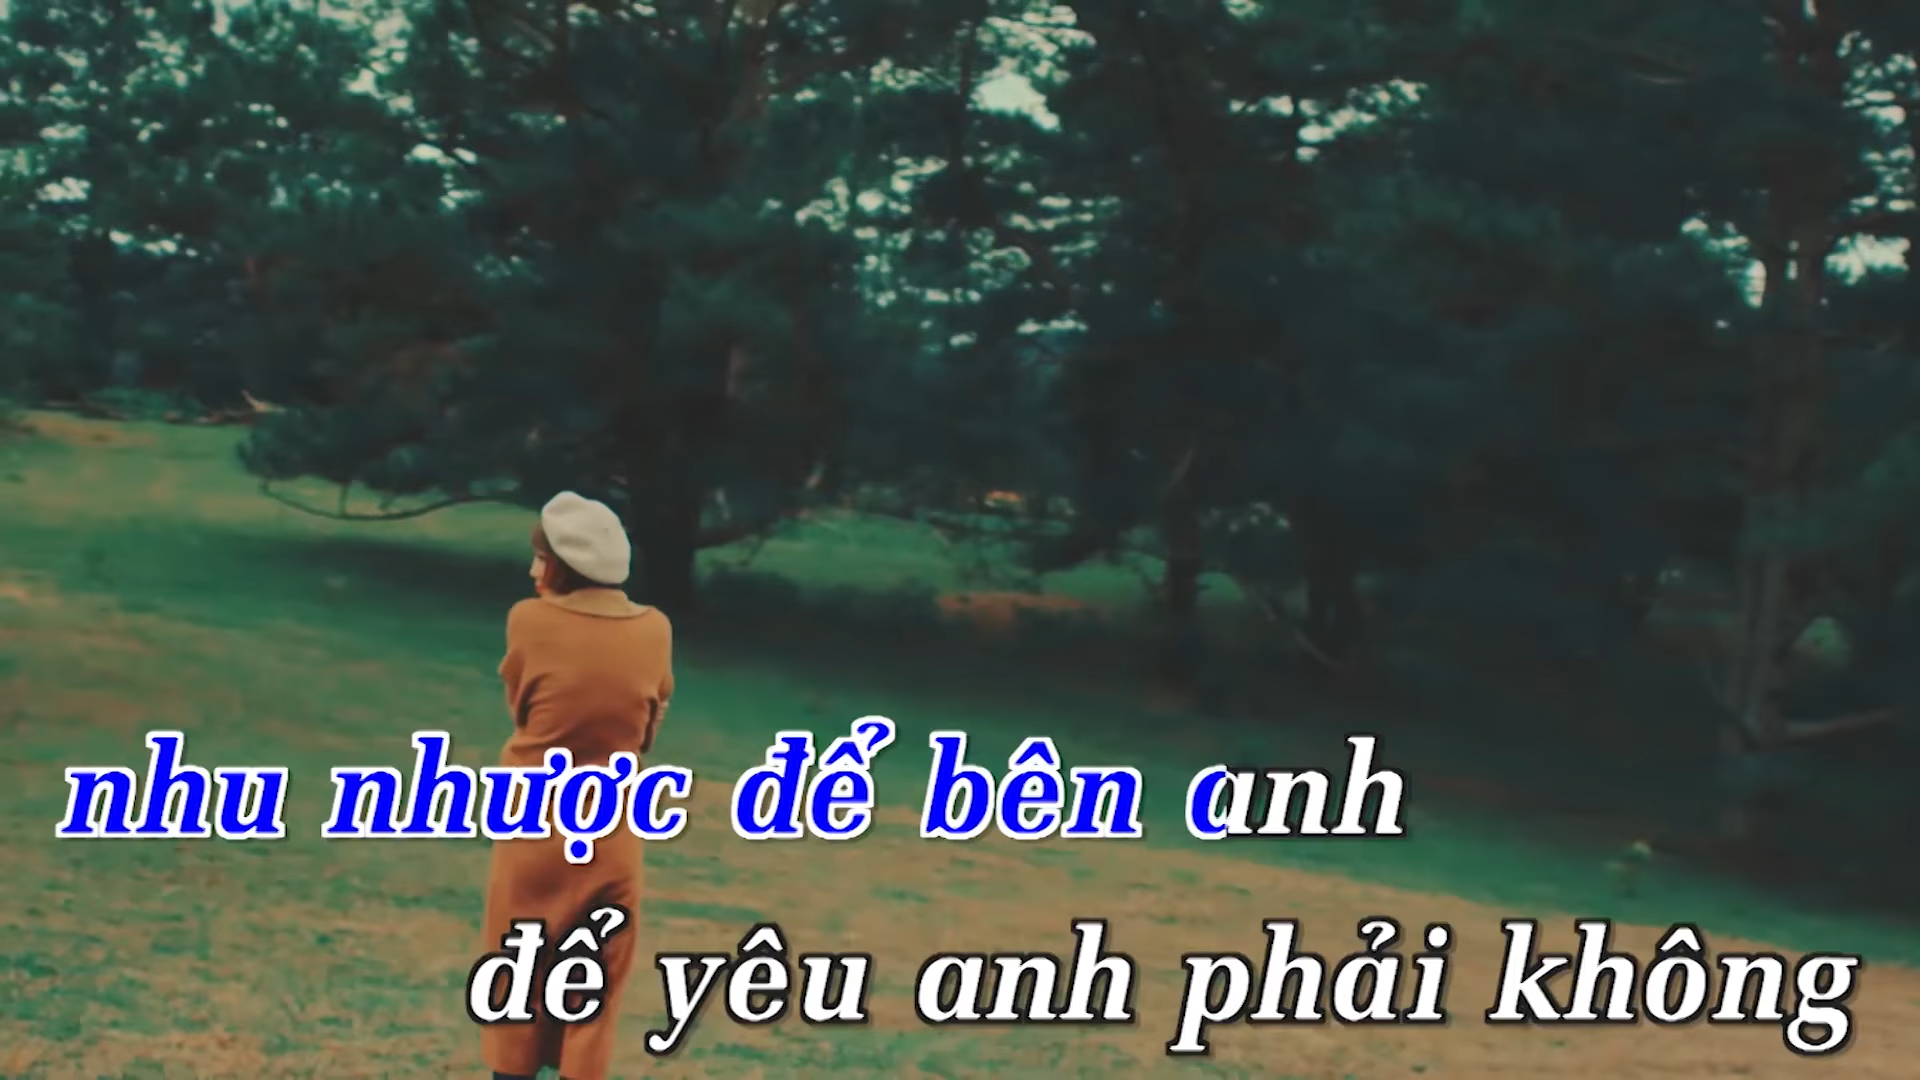 nhu nhược để bên anh
để yêu anh phải không